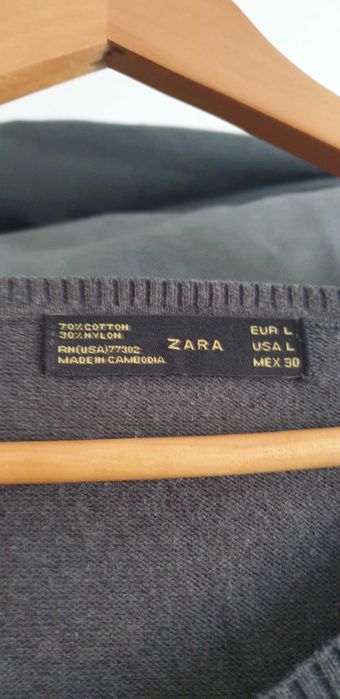 70%COTTON
30%NYLON
RN(USA)77302
MADE IN CAMBODIA
ZARA
EUR L
USA L
MEX 30